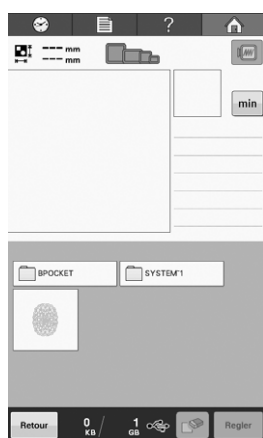 ?
--- mm
--- mm
min
BPOCKET
SYSTEM~1
Retour
0 KB / 1 GB
Regler